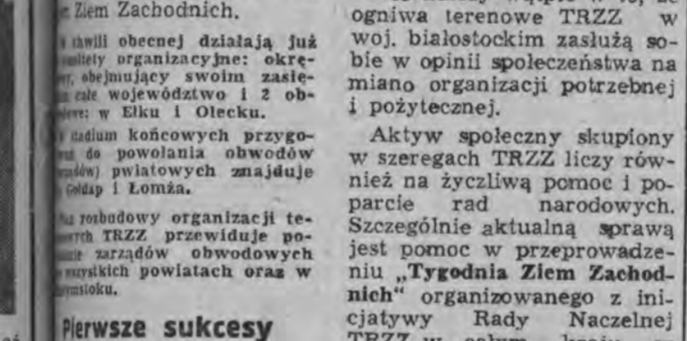 Ziem Zachodnich.
obecnej działają już
organizacyjne: okrę-
obejmujący swoim zasię-
całe województwo i 2 ob-
w Ełku i Olecku.
końcowych przygo-
do powołania obwodów
powiatowych znajduje
Gołdap i Łomża.
rozbudowy organizacji te-
TRZZ przewiduje po-
zarządów obwodowych
wszystkich powiatach oraz w
Pierwsze sukcesy
ogniwa terenowe TRZZ w
woj. białostockim zasłużą so-
bie w opinii społeczeństwa na
miano organizacji potrzebnej
i pożytecznej.
Aktyw społeczny skupiony
w szeregach TRZZ liczy rów-
nież na życzliwą pomoc i po-
parcie rad narodowych.
Szczególnie aktualną sprawą
jest pomoc w przeprowadze-
niu „Tygodnia Ziem Zachod-
nich" organizowanego z ini-
cjatywy Rady Naczelnej
TRZZ w całym kraju